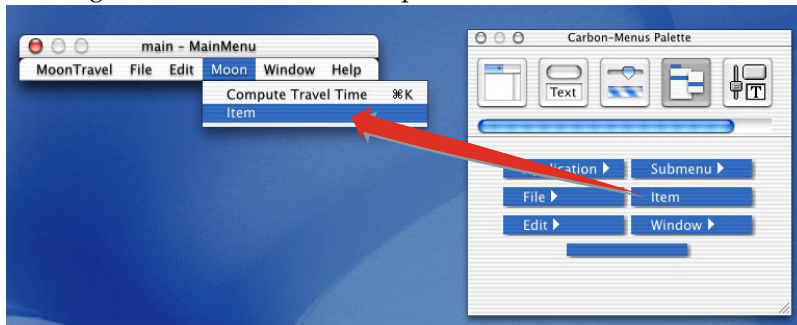 main – MainMenu
MoonTravel File Edit Moon Window Help
Compute Travel Time ⌘K
Item
Carbon-Menus Palette
Text T
Submenu
File Item
Edit Window